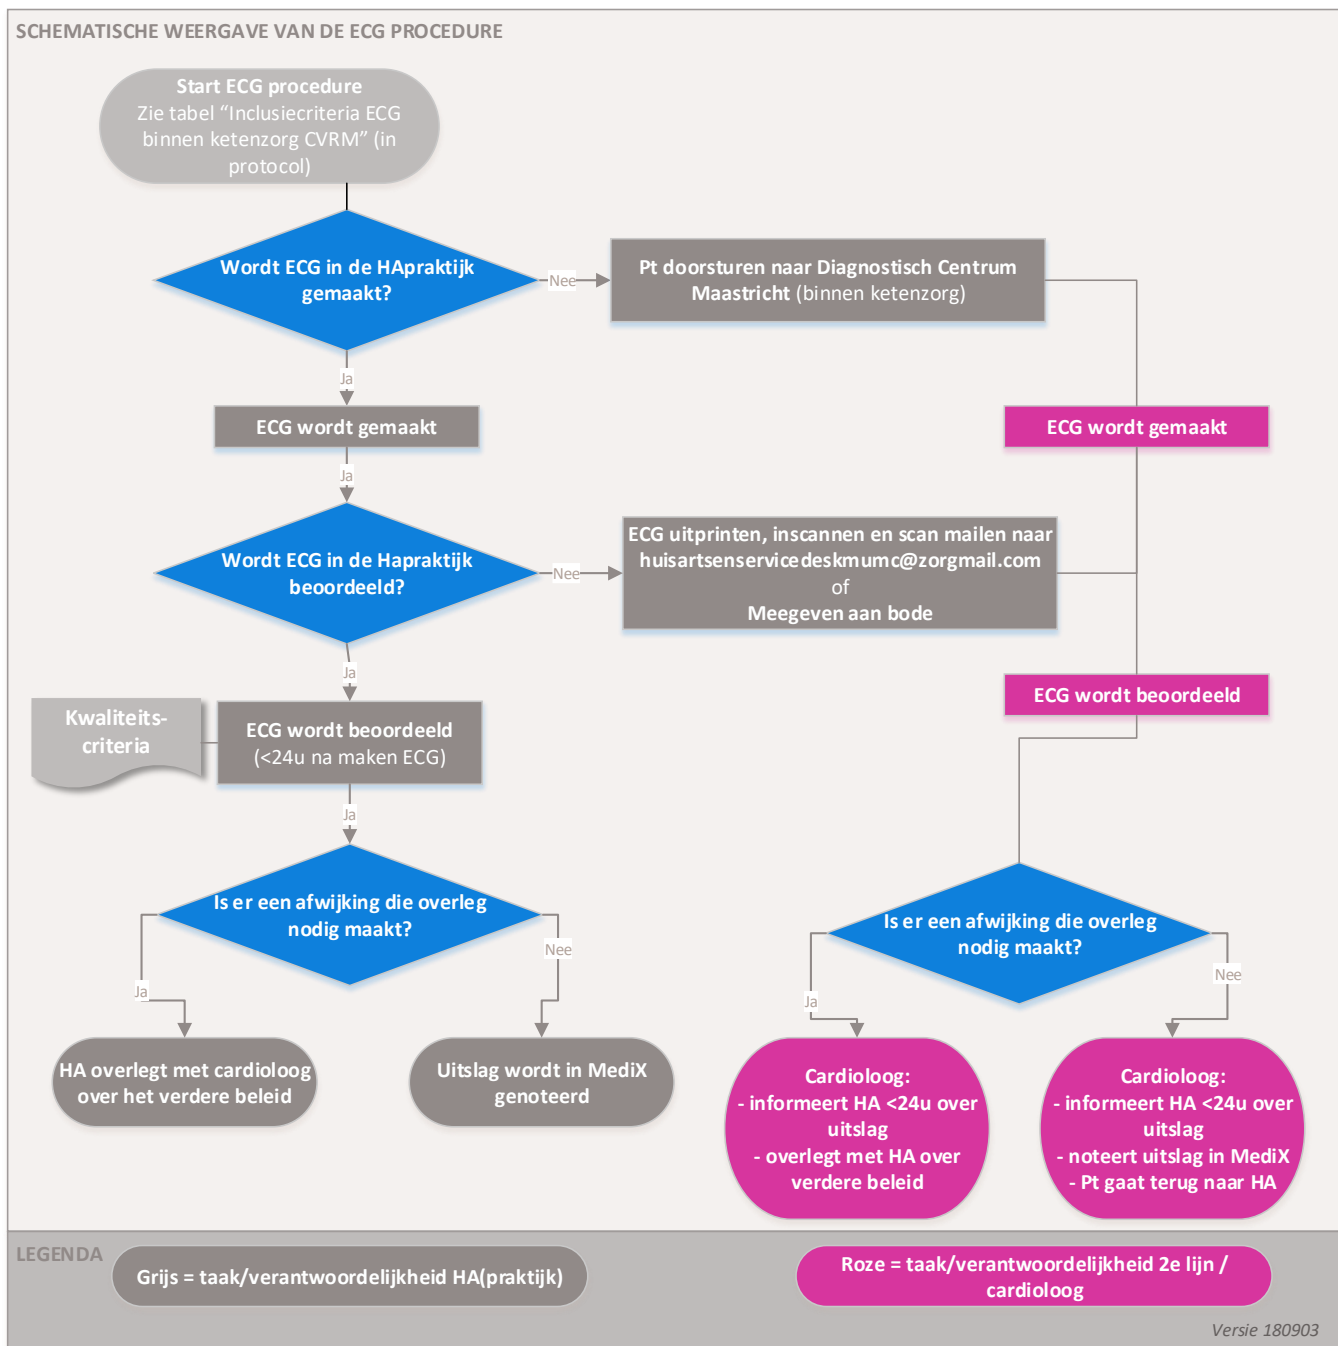 SCHEMATISCHE WEERGAVE VAN DE ECG PROCEDURE
Start ECG procedure
Zie tabel “Inclusiecriteria ECG
binnen ketenzorg CVRM” (in
protocol)
Wordt ECG in de HApraktijk
gemaakt?
Nee
Pt doorsturen naar Diagnostisch Centrum
Maastricht (binnen ketenzorg)
Ja
ECG wordt gemaakt
ECG wordt gemaakt
Ja
Wordt ECG in de Hapraktijk
beoordeeld?
Nee
ECG uitprinten, inscannen en scan mailen naar
huisartsenservicedeskmumc@zorgmail.com
of
Meegeven aan bode
Ja
ECG wordt beoordeeld
Kwaliteits-
criteria
ECG wordt beoordeeld
(<24u na maken ECG)
Ja
Is er een afwijking die overleg
nodig maakt?
Ja
Nee
Is er een afwijking die overleg
nodig maakt?
Ja
Nee
HA overlegt met cardioloog
over het verdere beleid
Uitslag wordt in MediX
genoteerd
Cardioloog:
- informeert HA <24u over
uitslag
- overlegt met HA over
verdere beleid
Cardioloog:
- informeert HA <24u over
uitslag
- noteert uitslag in MediX
- Pt gaat terug naar HA
LEGENDA
Grijs = taak/verantwoordelijkheid HA(praktijk)
Roze = taak/verantwoordelijkheid 2e lijn /
cardioloog
Versie 180903